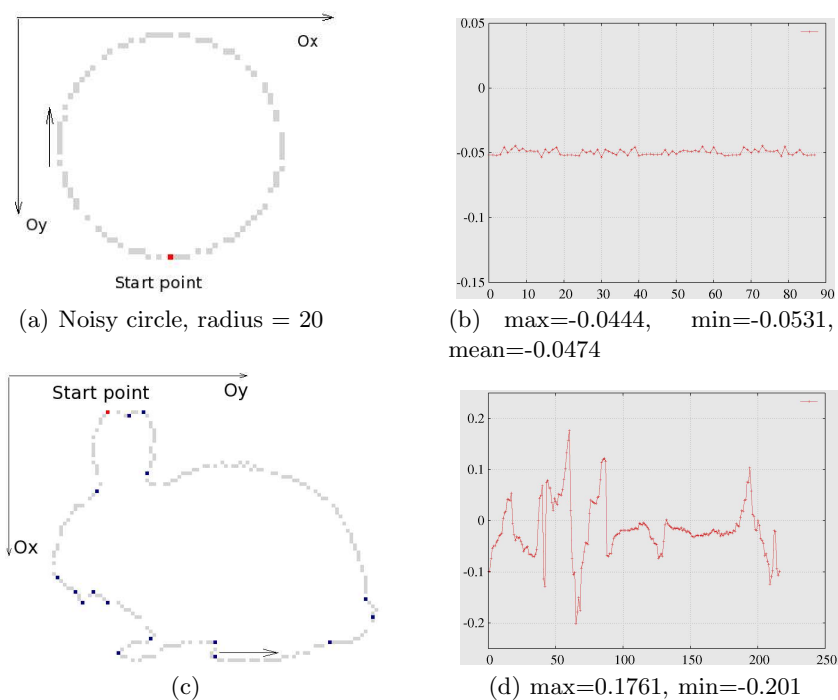 Ox
Oy
Start point
(a) Noisy circle, radius = 20
0.05
0
-0.05
-0.1
-0.15
0 10 20 30 40 50 60 70 80 90
(b) max=-0.0444, min=-0.0531,
mean=-0.0474
Start point
Oy
Ox
(c)
0.2
0.1
0
-0.1
-0.2
0 50 100 150 200 250
(d) max=0.1761, min=-0.201